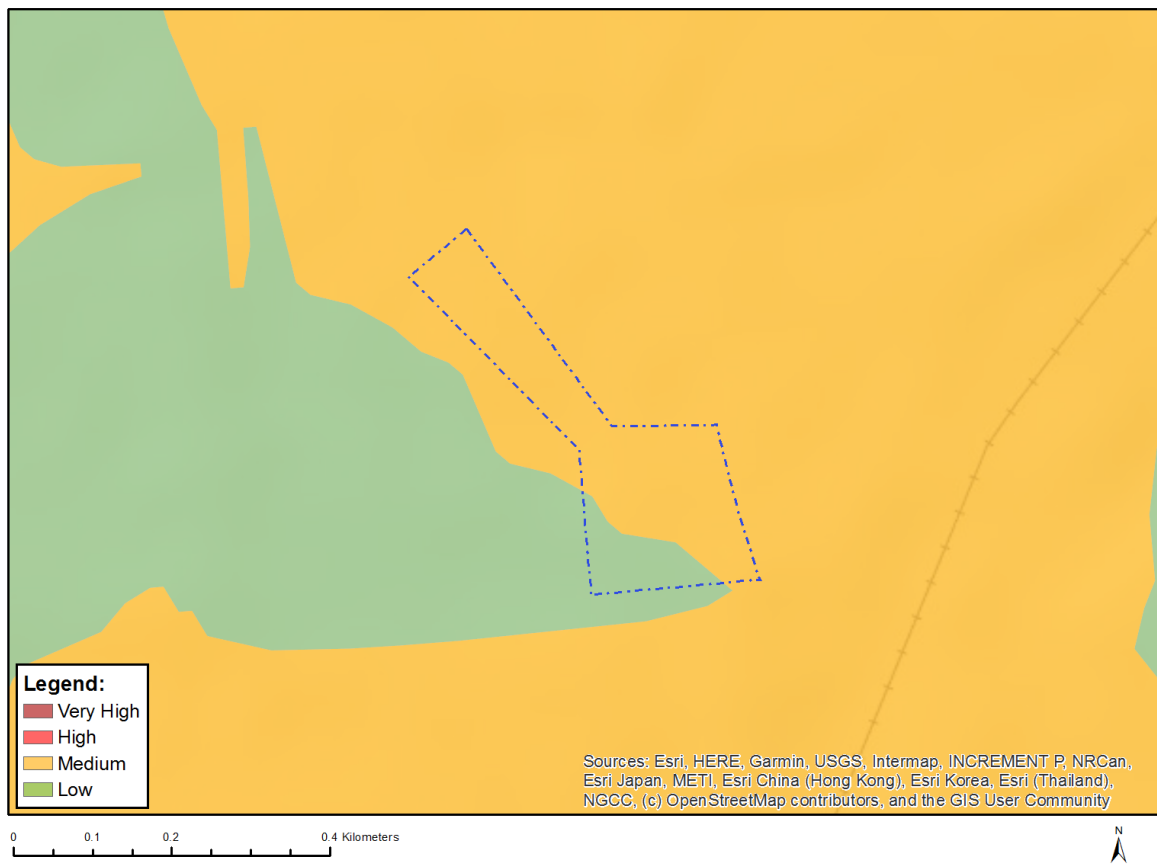 Legend:
Very High
High
Medium
Low
Sources: Esri, HERE, Garmin, USGS, Intermap, INCREMENT P, NRCan,
Esri Japan, METI, Esri China (Hong Kong), Esri Korea, Esri (Thailand),
NGCC, (c) OpenStreetMap contributors, and the GIS User Community
0 0.1 0.2 0.4 Kilometers
N